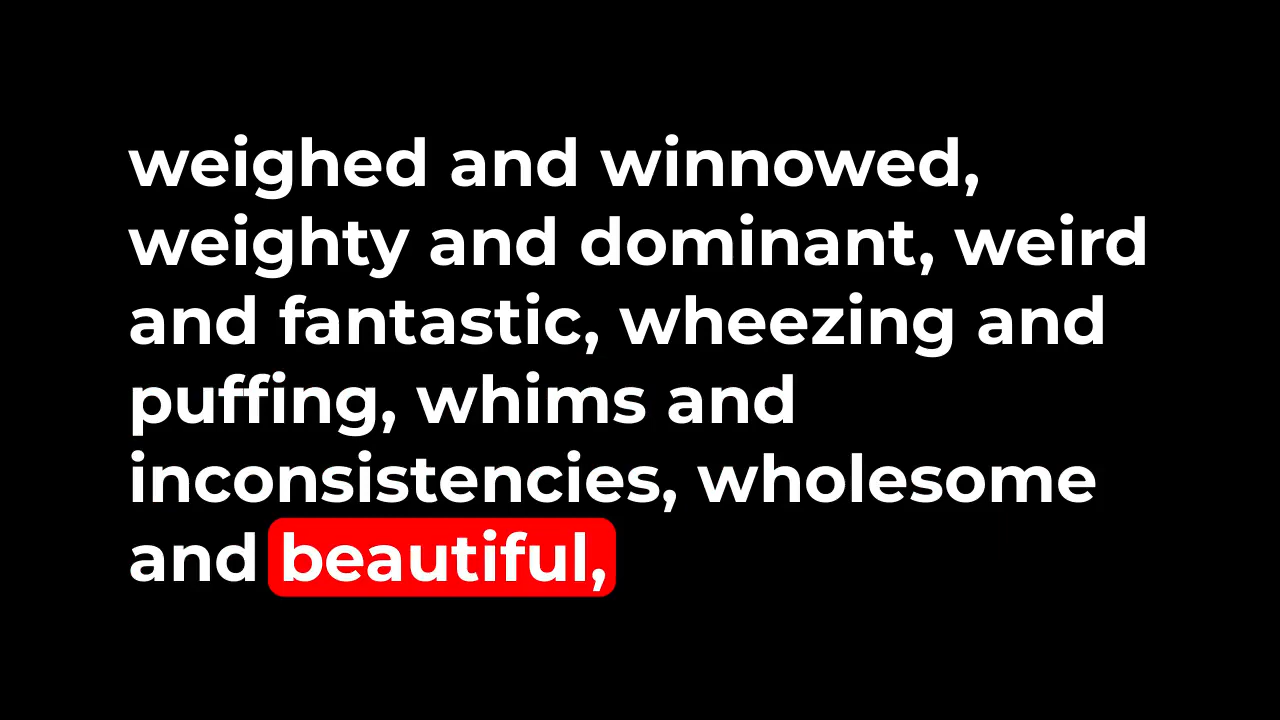 weighed and winnowed,
weighty and dominant, weird
and fantastic, wheezing and
puffing, whims and
inconsistencies, wholesome
and beautiful,